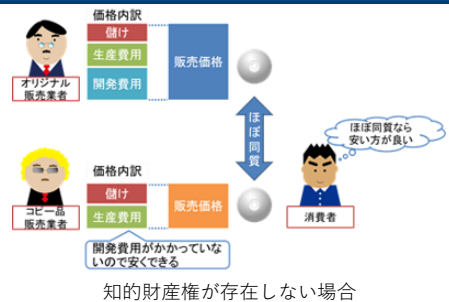 価格内訳
儲け
生産費用
開発費用
販売価格
オリジナル
販売業者
ほぼ同質
ほぼ同質なら
安い方が良い
価格内訳
儲け
生産費用
販売価格
コピー品
販売業者
消費者
開発費用がかかっていな
いので安くできる
知的財産権が存在しない場合